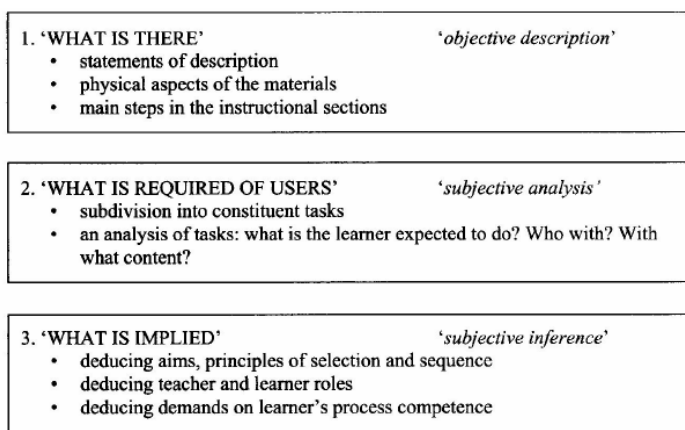 1. ‘WHAT IS THERE’ ‘objective description’
• statements of description
• physical aspects of the materials
• main steps in the instructional sections
2. ‘WHAT IS REQUIRED OF USERS’ ‘subjective analysis’
• subdivision into constituent tasks
• an analysis of tasks: what is the learner expected to do? Who with? With
what content?
3. ‘WHAT IS IMPLIED’ ‘subjective inference’
• deducing aims, principles of selection and sequence
• deducing teacher and learner roles
• deducing demands on learner’s process competence